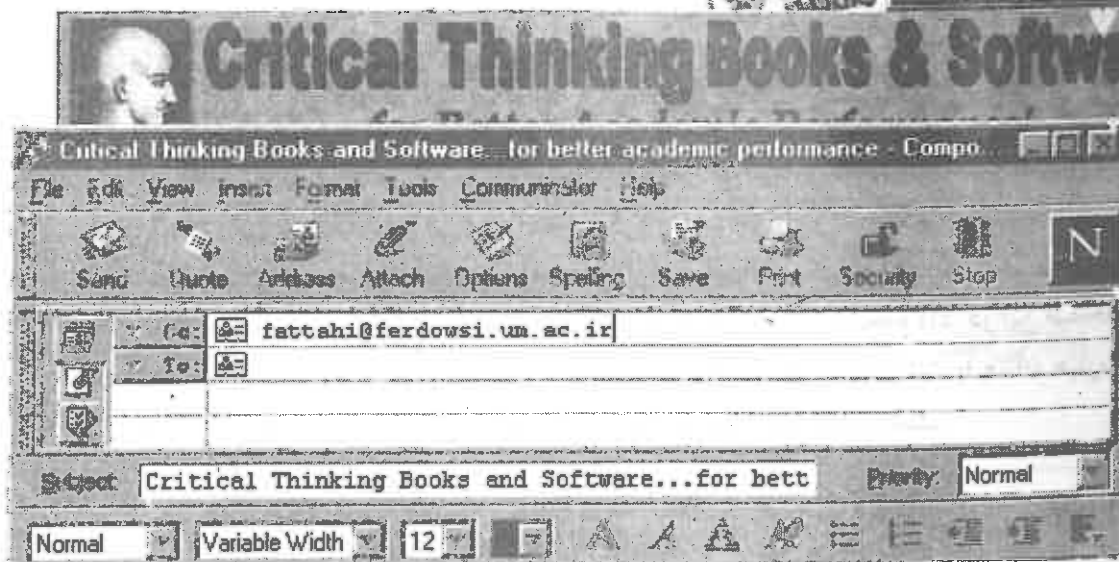 Critical Thinking Books & Softw
Critical Thinking Books and Software... for better academic performance - Compo...
File Edit View Insert Format Tools Communicator Help
Send Quote Address Attach Options Spelling Save Print Security Stop
N
Cc: fattahi@ferdowsi.um.ac.ir
To:
Subject: Critical Thinking Books and Software...for bett Priority: Normal
Normal Variable Width 12